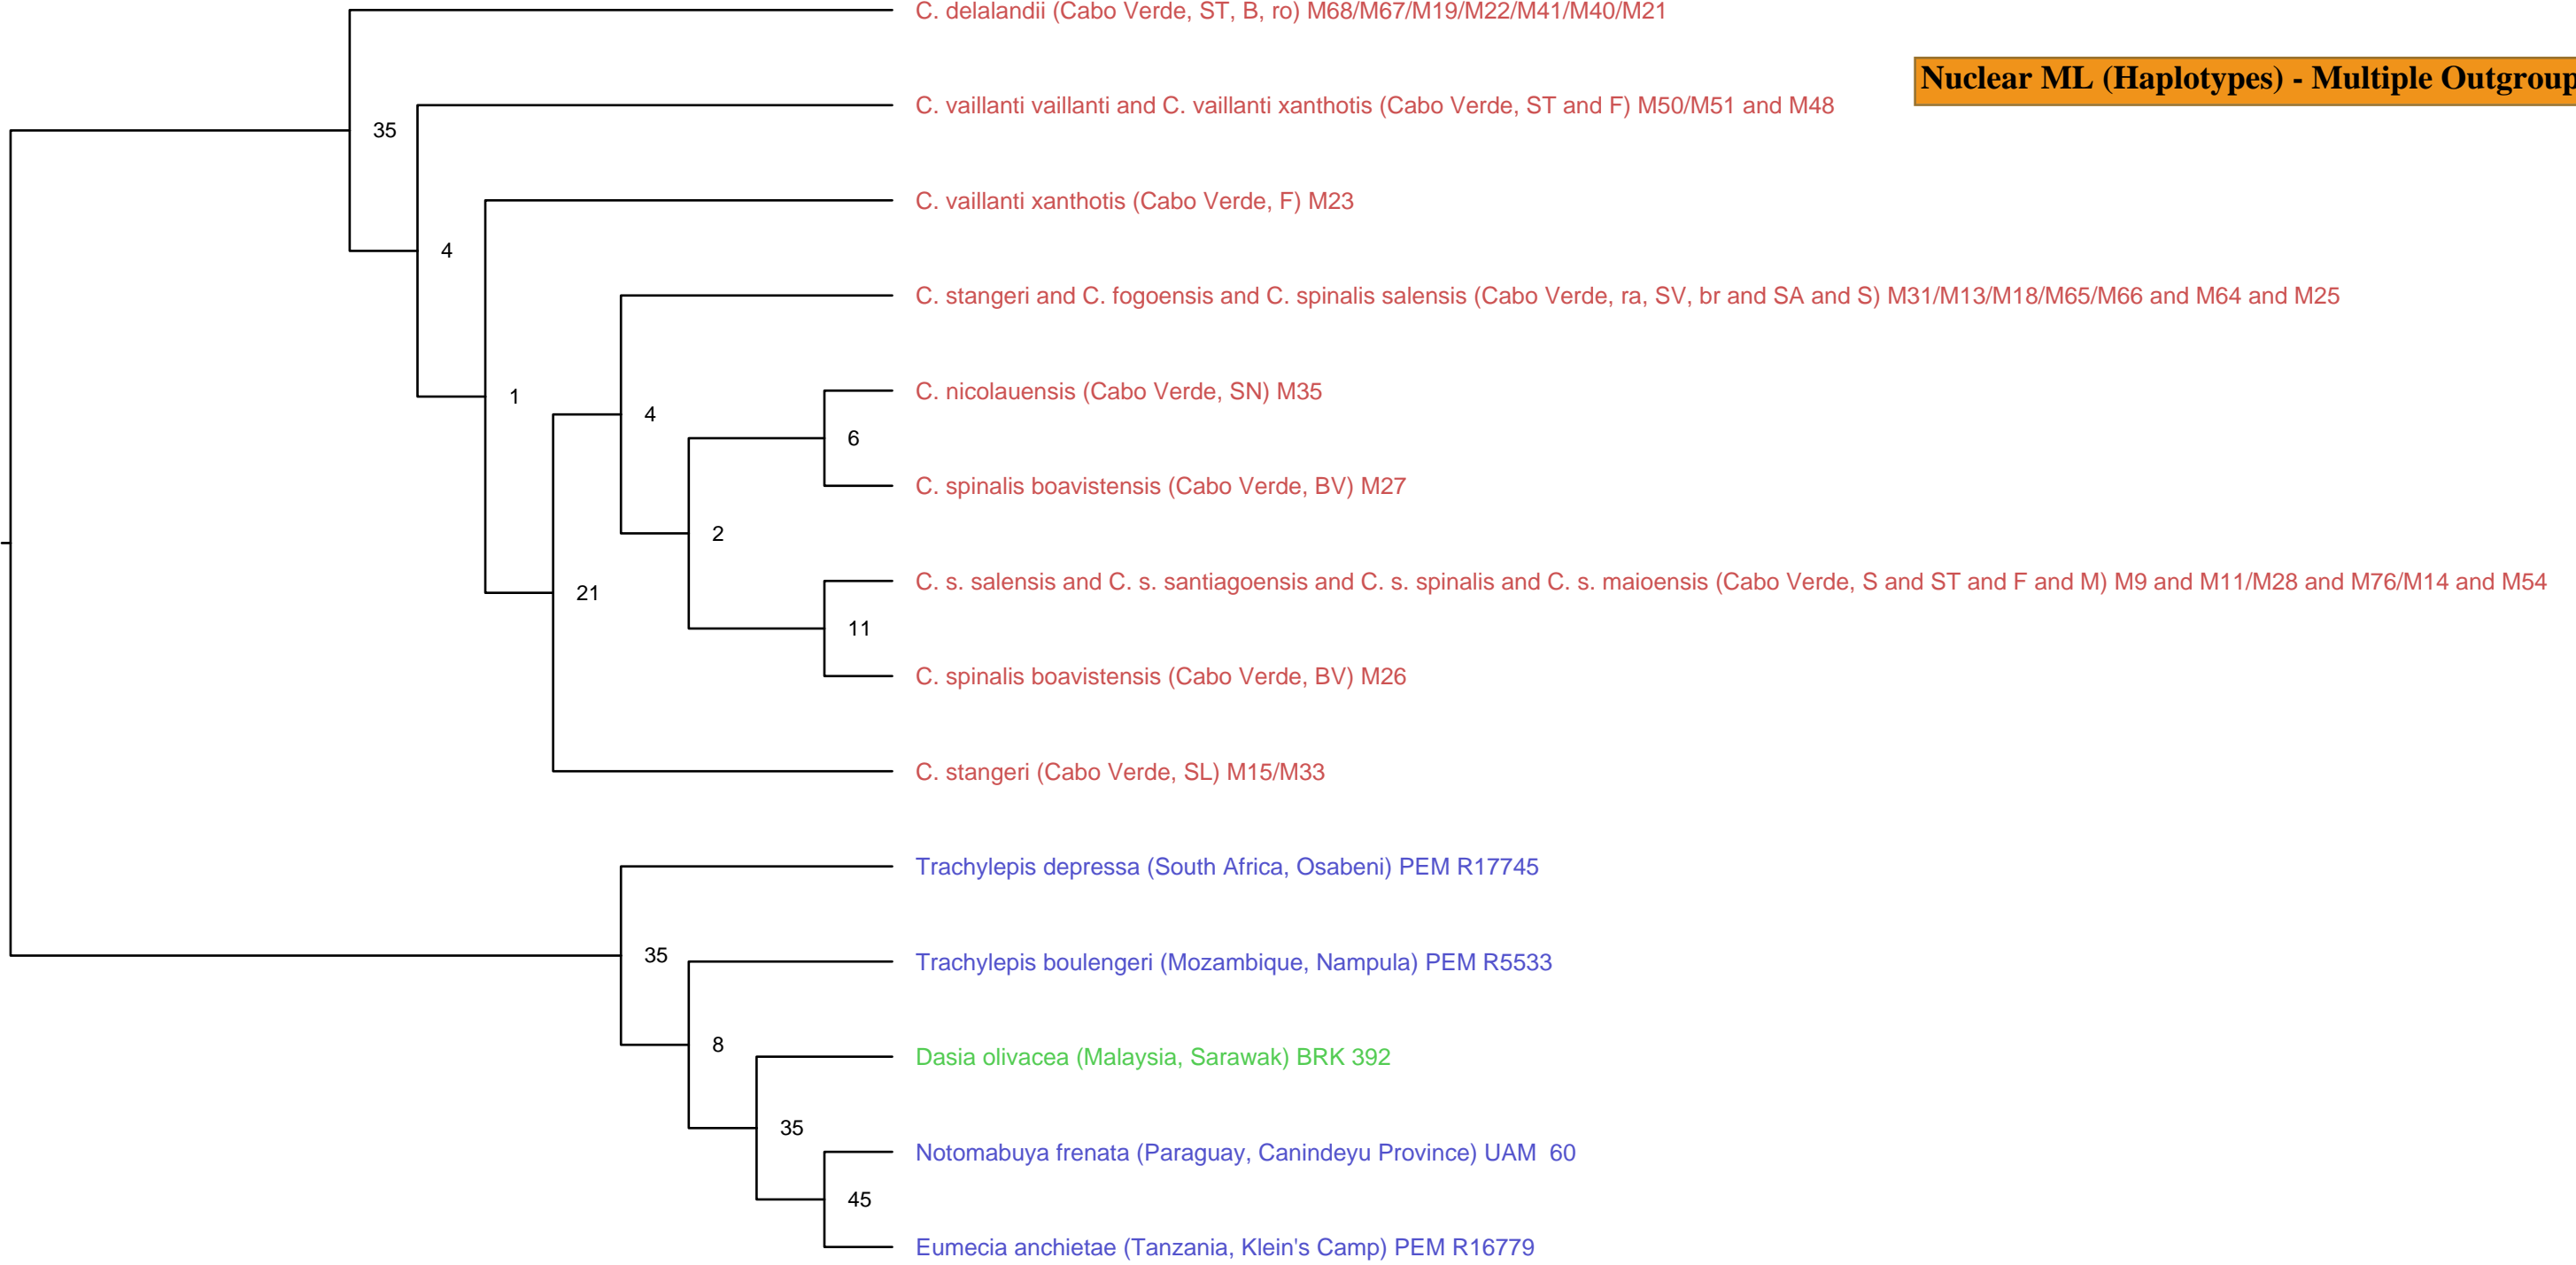 C. delalandii (Cabo Verde, ST, B, ro) M68/M67/M19/M22/M41/M40/M21
Nuclear ML (Haplotypes) - Multiple Outgroup
35
C. vaillanti vaillanti and C. vaillanti xanthotis (Cabo Verde, ST and F) M50/M51 and M48
4
C. vaillanti xanthotis (Cabo Verde, F) M23
1
C. stangeri and C. fogoensis and C. spinalis salensis (Cabo Verde, ra, SV, br and SA and S) M31/M13/M18/M65/M66 and M64 and M25
4
C. nicolauensis (Cabo Verde, SN) M35
6
C. spinalis boavistensis (Cabo Verde, BV) M27
2
21
C. s. salensis and C. s. santiagoensis and C. s. spinalis and C. s. maioensis (Cabo Verde, S and ST and F and M) M9 and M11/M28 and M76/M14 and M54
11
C. spinalis boavistensis (Cabo Verde, BV) M26
C. stangeri (Cabo Verde, SL) M15/M33
Trachylepis depressa (South Africa, Osabeni) PEM R17745
35
Trachylepis boulengeri (Mozambique, Nampula) PEM R5533
8
Dasia olivacea (Malaysia, Sarawak) BRK 392
35
Notomabuya frenata (Paraguay, Canindeyu Province) UAM  60
45
Eumecia anchietae (Tanzania, Klein's Camp) PEM R16779